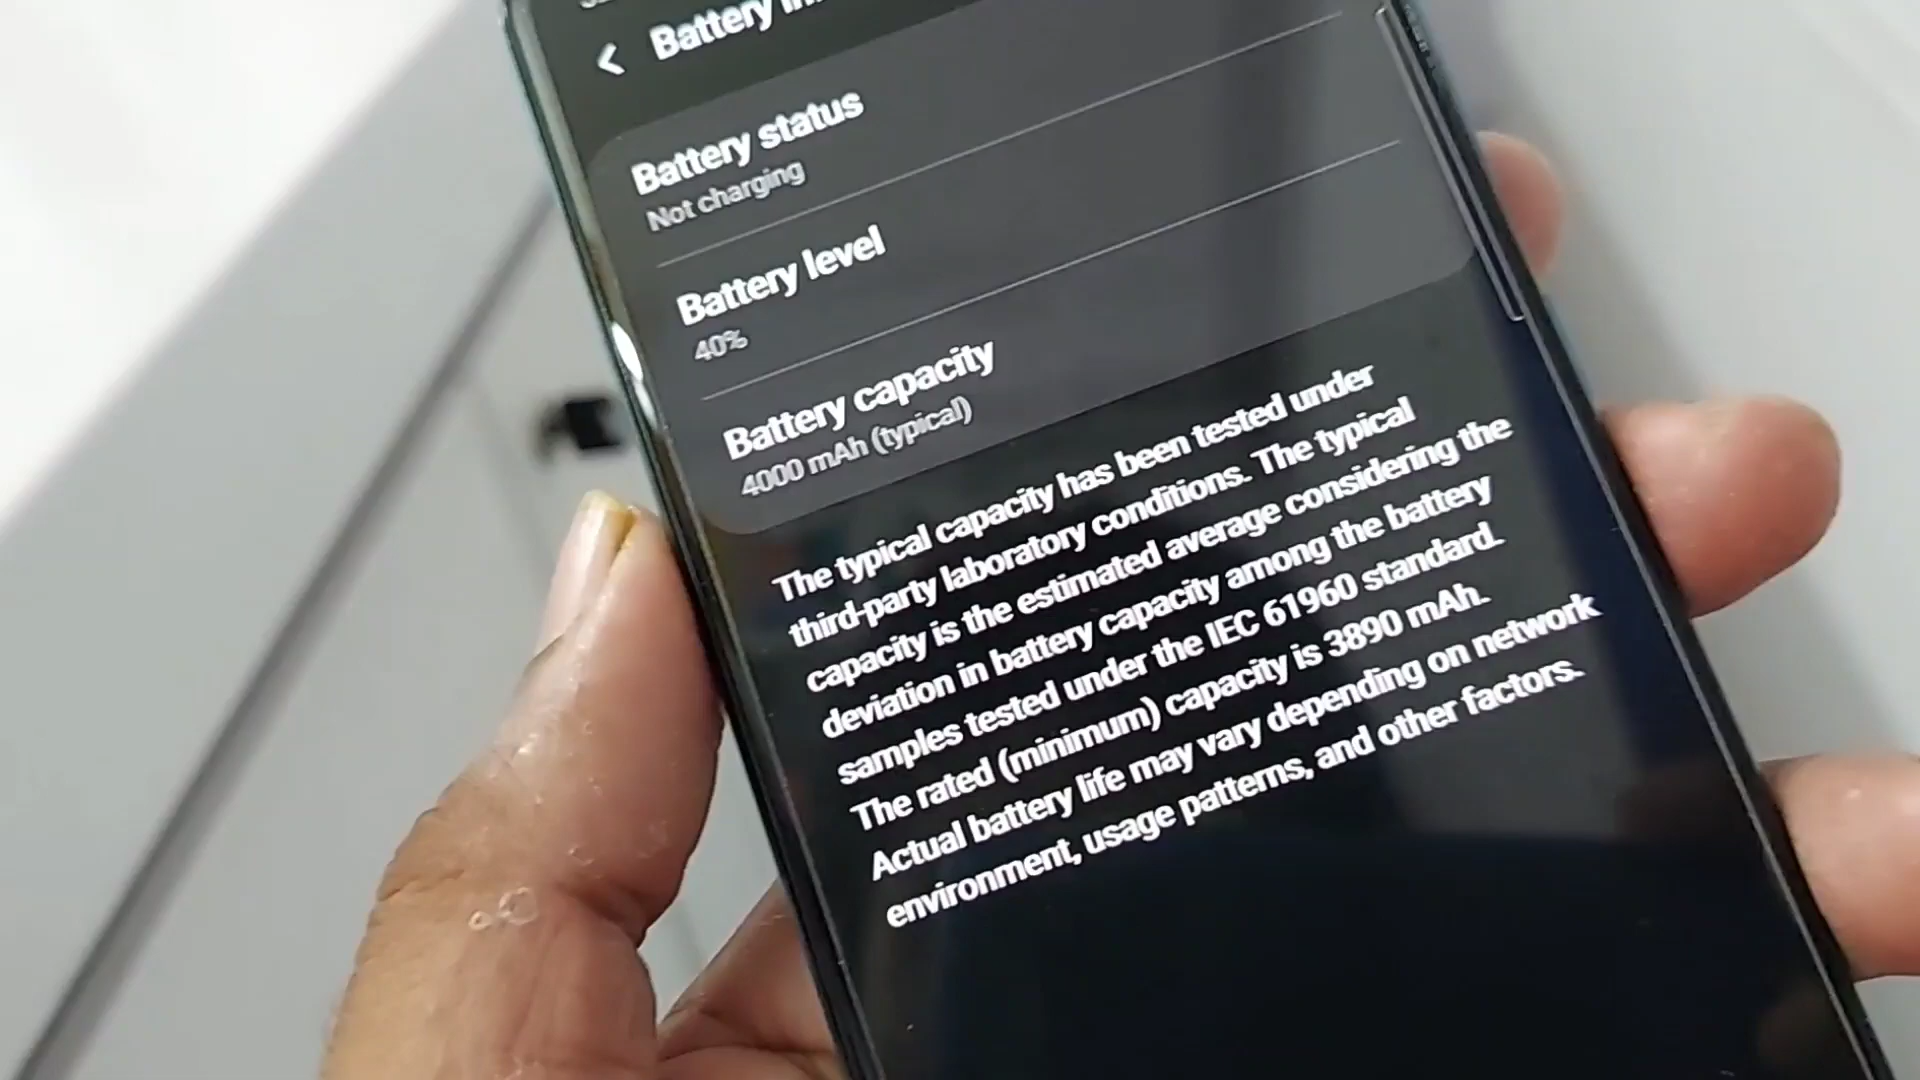 Battery
Battery status
Not charging
Battery level
40%
Battery capacity
4000 mAh (typical)
The typical capacity has been tested under
third-party laboratory conditions. The typical
capacity is the estimated average considering the
deviation in battery capacity among the battery
samples tested under the IEC 61960 standard.
The rated (minimum) capacity is 3890 mAh.
Actual battery life may vary depending on network
environment, usage patterns, and other factors.